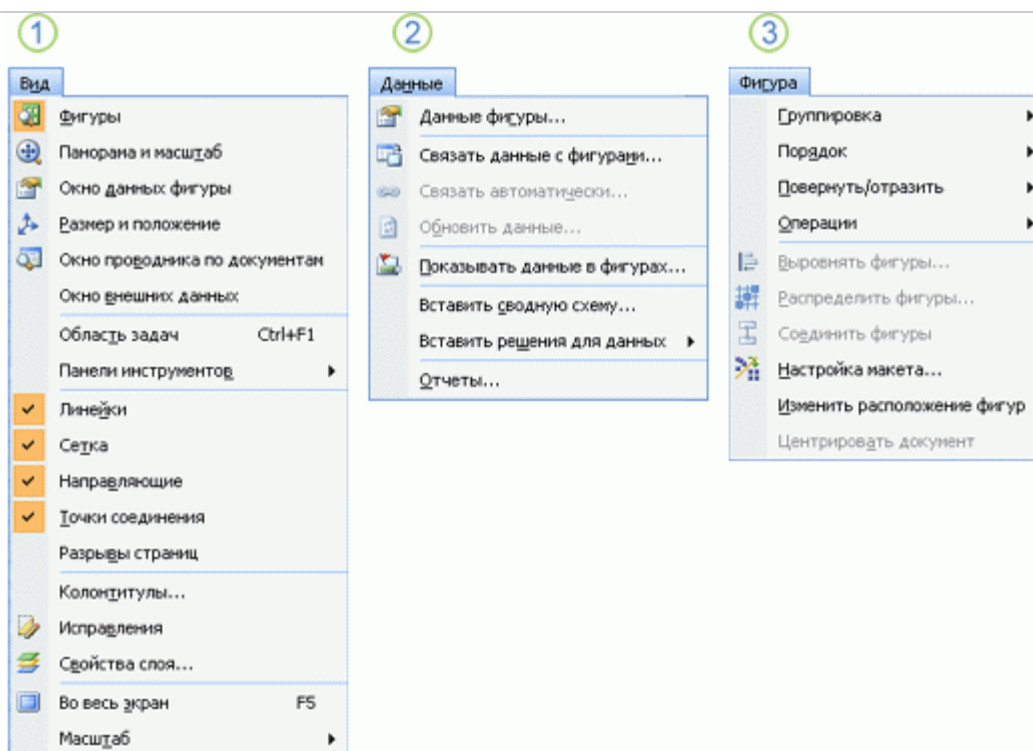 1
2
3
Вид
Фигуры
Панорама и масштаб
Окно данных фигуры
Размер и положение
Окно проводника по документам
Окно внешних данных
Область задач Ctrl+F1
Панели инструментов
Линейки
Сетка
Направляющие
Точки соединения
Разрывы страниц
Колонтитулы...
Исправления
Свойства слоя...
Во весь экран F5
Масштаб
Данные
Данные фигуры...
Связать данные с фигурами...
Связать автоматически...
Обновить данные...
Показывать данные в фигурах...
Вставить сводную схему...
Вставить решения для данных
Отчеты...
Фигура
Группировка
Порядок
Повернуть/отразить
Операции
Выровнять фигуры...
Распределить фигуры...
Соединить фигуры
Настройка макета...
Изменить расположение фигур
Центрировать документ